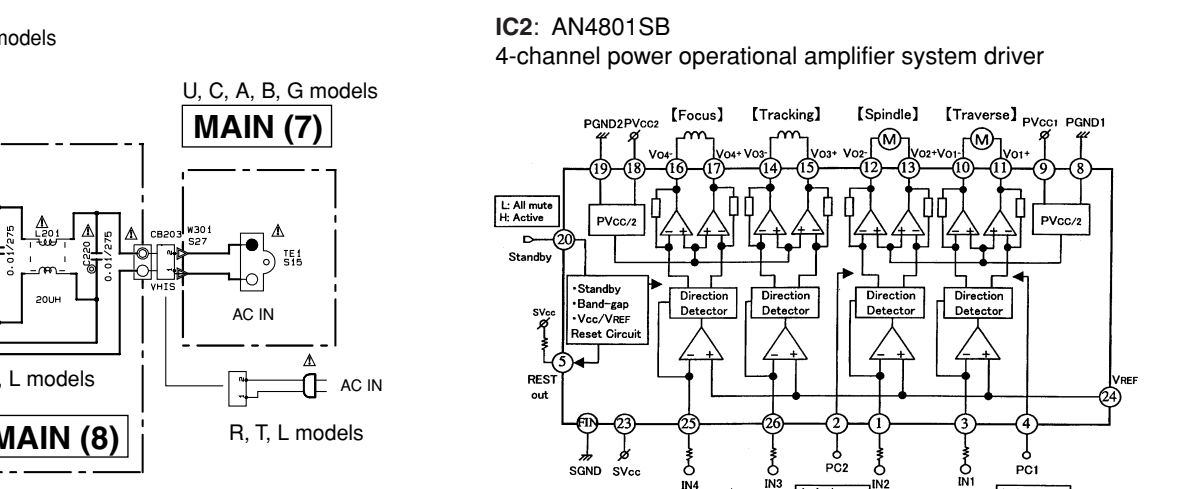 models
U, C, A, B, G models
MAIN (7)
L201
0.01/275
C220
0.01/275
20UH
CB203
VHIS
W301
S27
TE1
S15
AC IN
, L models
MAIN (8)
AC IN
R, T, L models
IC2: AN4801SB
4-channel power operational amplifier system driver
【Focus】 【Tracking】 【Spindle】 【Traverse】
PGND2 PVCC2 PVCC1 PGND1
VO4- VO4+ VO3- VO3+ VO2- VO2+ VO1- VO1+
19 18 16 17 14 15 12 13 10 11 9 8
L: All mute
H: Active
PVCC/2 PVCC/2
20
Standby
・Standby
・Band-gap
・Vcc/VREF
Reset Circuit
Direction Detector
Direction Detector
Direction Detector
Direction Detector
SVcc
5
REST
out
- + - + - + - +
VREF
24
FIN 23 25 26 2 1 3 4
SGND SVcc IN4 IN3 PC2 IN2 IN1 PC1